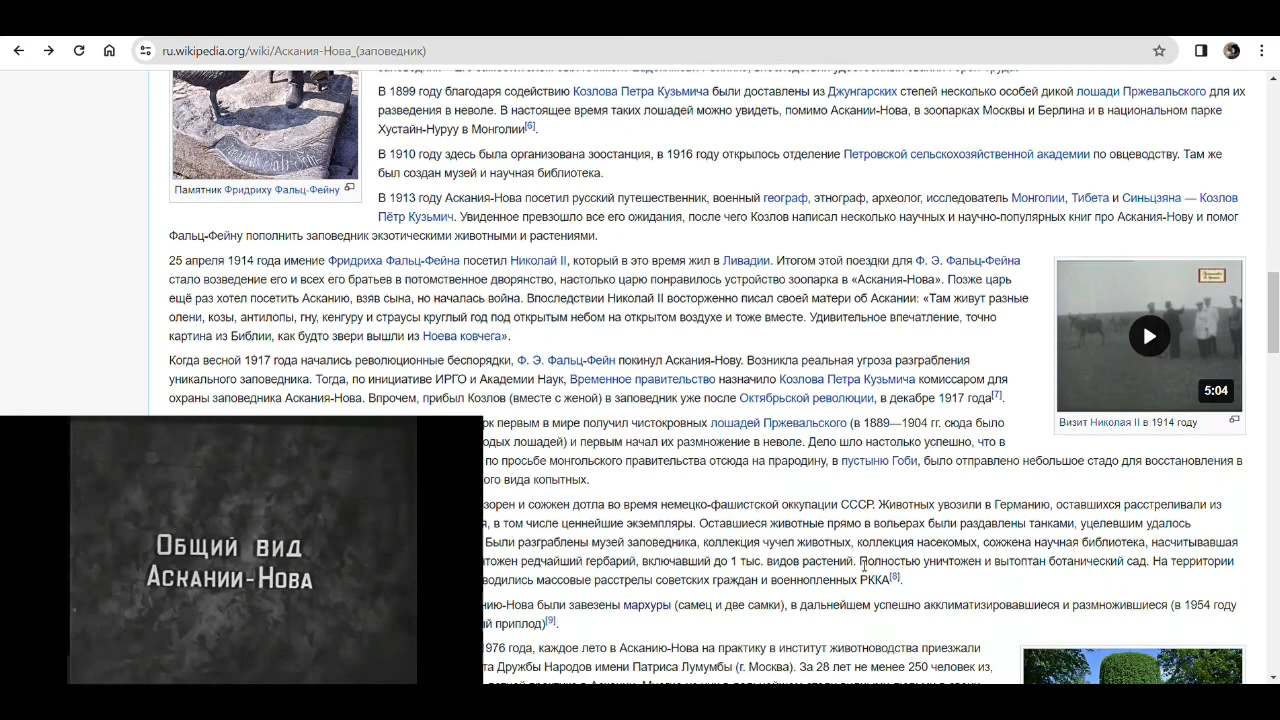 ru.wikipedia.org/wiki/Аскания-Нова_(заповедник)
В 1899 году благодаря содействию Козлова Петра Кузьмича были доставлены из Джунгарских степей несколько особей дикой лошади Пржевальского для их
разведения в неволе. В настоящее время таких лошадей можно увидеть, помимо Аскании-Нова, в зоопарках Москвы и Берлина и в национальном парке
Хустайн-Нуруу в Монголии[6].
В 1910 году здесь была организована зоостанция, в 1916 году открылось отделение Петровской сельскохозяйственной академии по овцеводству. Там же
был создан музей и научная библиотека.
Памятник Фридриху Фальц-Фейну
В 1913 году Аскания-Нова посетил русский путешественник, военный географ, этнограф, археолог, исследователь Монголии, Тибета и Синьцзяна — Козлов
Пётр Кузьмич. Увиденное превзошло все его ожидания, после чего Козлов написал несколько научных и научно-популярных книг про Аскания-Нову и помог
Фальц-Фейну пополнить заповедник экзотическими животными и растениями.
25 апреля 1914 года имение Фридриха Фальц-Фейна посетил Николай II, который в это время жил в Ливадии. Итогом этой поездки для Ф. Э. Фальц-Фейна
стало возведение его и всех его братьев в потомственное дворянство, настолько царю понравилось устройство зоопарка в «Аскания-Нова». Позже царь
ещё раз хотел посетить Асканию, взяв сына, но началась война. Впоследствии Николай II восторженно писал своей матери об Аскании: «Там живут разные
олени, козы, антилопы, гну, кенгуру и страусы круглый год под открытым небом на открытом воздухе и тоже вместе. Удивительное впечатление, точно
картина из Библии, как будто звери вышли из Ноева ковчега».
Когда весной 1917 года начались революционные беспорядки, Ф. Э. Фальц-Фейн покинул Аскания-Нову. Возникла реальная угроза разграбления
уникального заповедника. Тогда, по инициативе ИРГО и Академии Наук, Временное правительство назначило Козлова Петра Кузьмича комиссаром для
охраны заповедника Аскания-Нова. Впрочем, прибыл Козлов (вместе с женой) в заповедник уже после Октябрьской революции, в декабре 1917 года[7].
5:04
Визит Николая II в 1914 году
рк первым в мире получил чистокровных лошадей Пржевальского (в 1889—1904 гг. сюда было
одых лошадей) и первым начал их размножение в неволе. Дело шло настолько успешно, что в
по просьбе монгольского правительства отсюда на прародину, в пустыню Гоби, было отправлено небольшое стадо для восстановления в
ого вида копытных.
зорен и сожжен дотла во время немецко-фашистской оккупации СССР. Животных увозили в Германию, оставшихся расстреливали из
я, в том числе ценнейшие экземпляры. Оставшиеся животные прямо в вольерах были раздавлены танками, уцелевшим удалось
Были разграблены музей заповедника, коллекция чучел животных, коллекция насекомых, сожжена научная библиотека, насчитывавшая
чтожен редчайший гербарий, включавший до 1 тыс. видов растений. Полностью уничтожен и вытоптан ботанический сад. На территории
водились массовые расстрелы советских граждан и военнопленных РККА[8].
нию-Нова были завезены мархуры (самец и две самки), в дальнейшем успешно акклиматизировавшиеся и размножились (в 1954 году
ый приплод)[9].
1976 года, каждое лето в Асканию-Нова на практику в институт животноводства приезжали
та Дружбы Народов имени Патриса Лумумбы (г. Москва). За 28 лет не менее 250 человек из,
Общий вид
Аскании-Нова